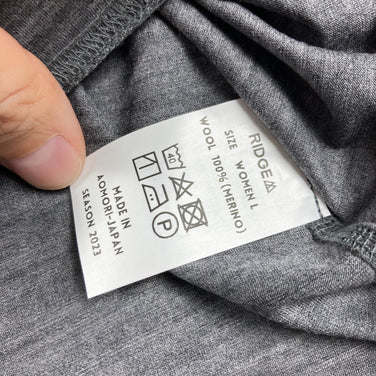 RIDGE
SIZE WOMEN L
WOOL 100%(MERINO)
40
P
MADE IN
AOMORI-JAPAN
SEASON 2023